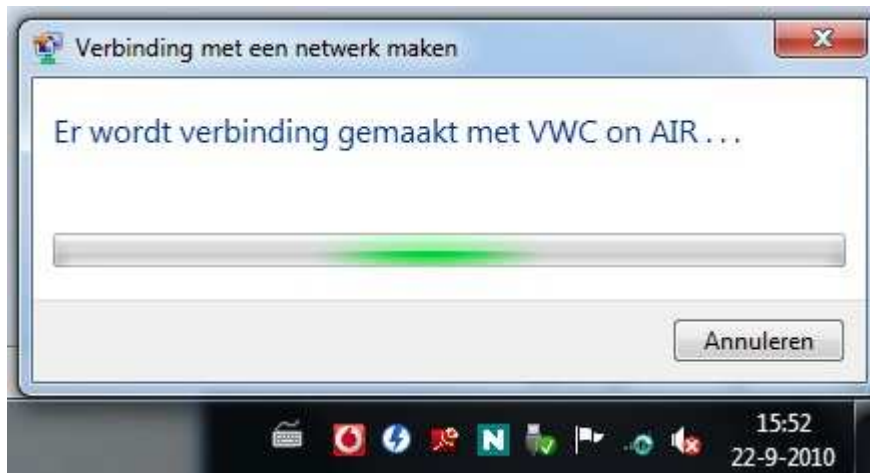 Verbinding met een netwerk maken
Er wordt verbinding gemaakt met VWC on AIR . . .
Annuleren
N
15:52
22-9-2010